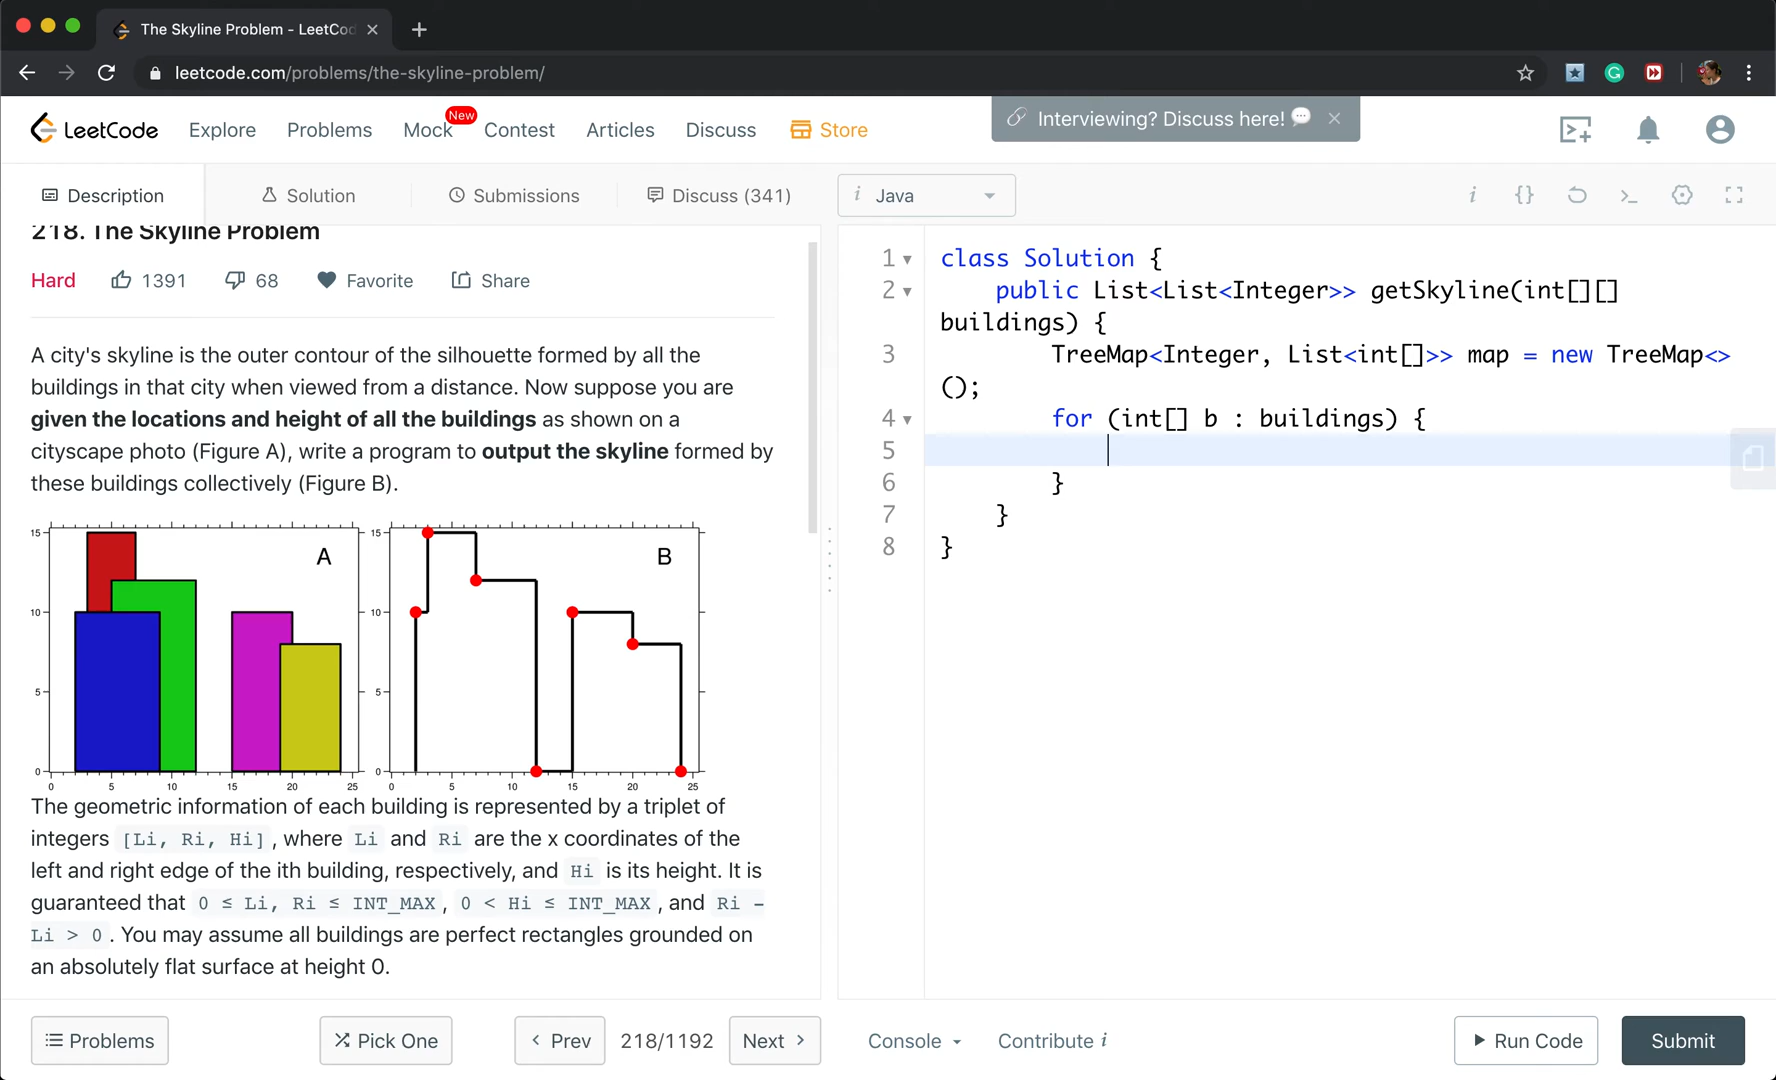 The Skyline Problem - LeetCod
leetcode.com/problems/the-skyline-problem/
LeetCode Explore Problems Mock New Contest Articles Discuss Store
Interviewing? Discuss here!
Description Solution Submissions Discuss (341)
218. The Skyline Problem
Hard 1391 68 Favorite Share
A city's skyline is the outer contour of the silhouette formed by all the
buildings in that city when viewed from a distance. Now suppose you are
given the locations and height of all the buildings as shown on a
cityscape photo (Figure A), write a program to output the skyline formed by
these buildings collectively (Figure B).
15
10
5
0
A
0 5 10 15 20 25
15
10
5
0
B
0 5 10 15 20 25
The geometric information of each building is represented by a triplet of
integers [Li, Ri, Hi], where Li and Ri are the x coordinates of the
left and right edge of the ith building, respectively, and Hi is its height. It is
guaranteed that 0 ≤ Li, Ri ≤ INT_MAX, 0 < Hi ≤ INT_MAX, and Ri -
Li > 0. You may assume all buildings are perfect rectangles grounded on
an absolutely flat surface at height 0.
Problems Pick One Prev 218/1192 Next
i Java
i {}
1 class Solution {
2 public List<List<Integer>> getSkyline(int[][]
buildings) {
3 TreeMap<Integer, List<int[]>> map = new TreeMap<>
();
4 for (int[] b : buildings) {
5
6 }
7 }
8 }
Console Contribute i Run Code Submit